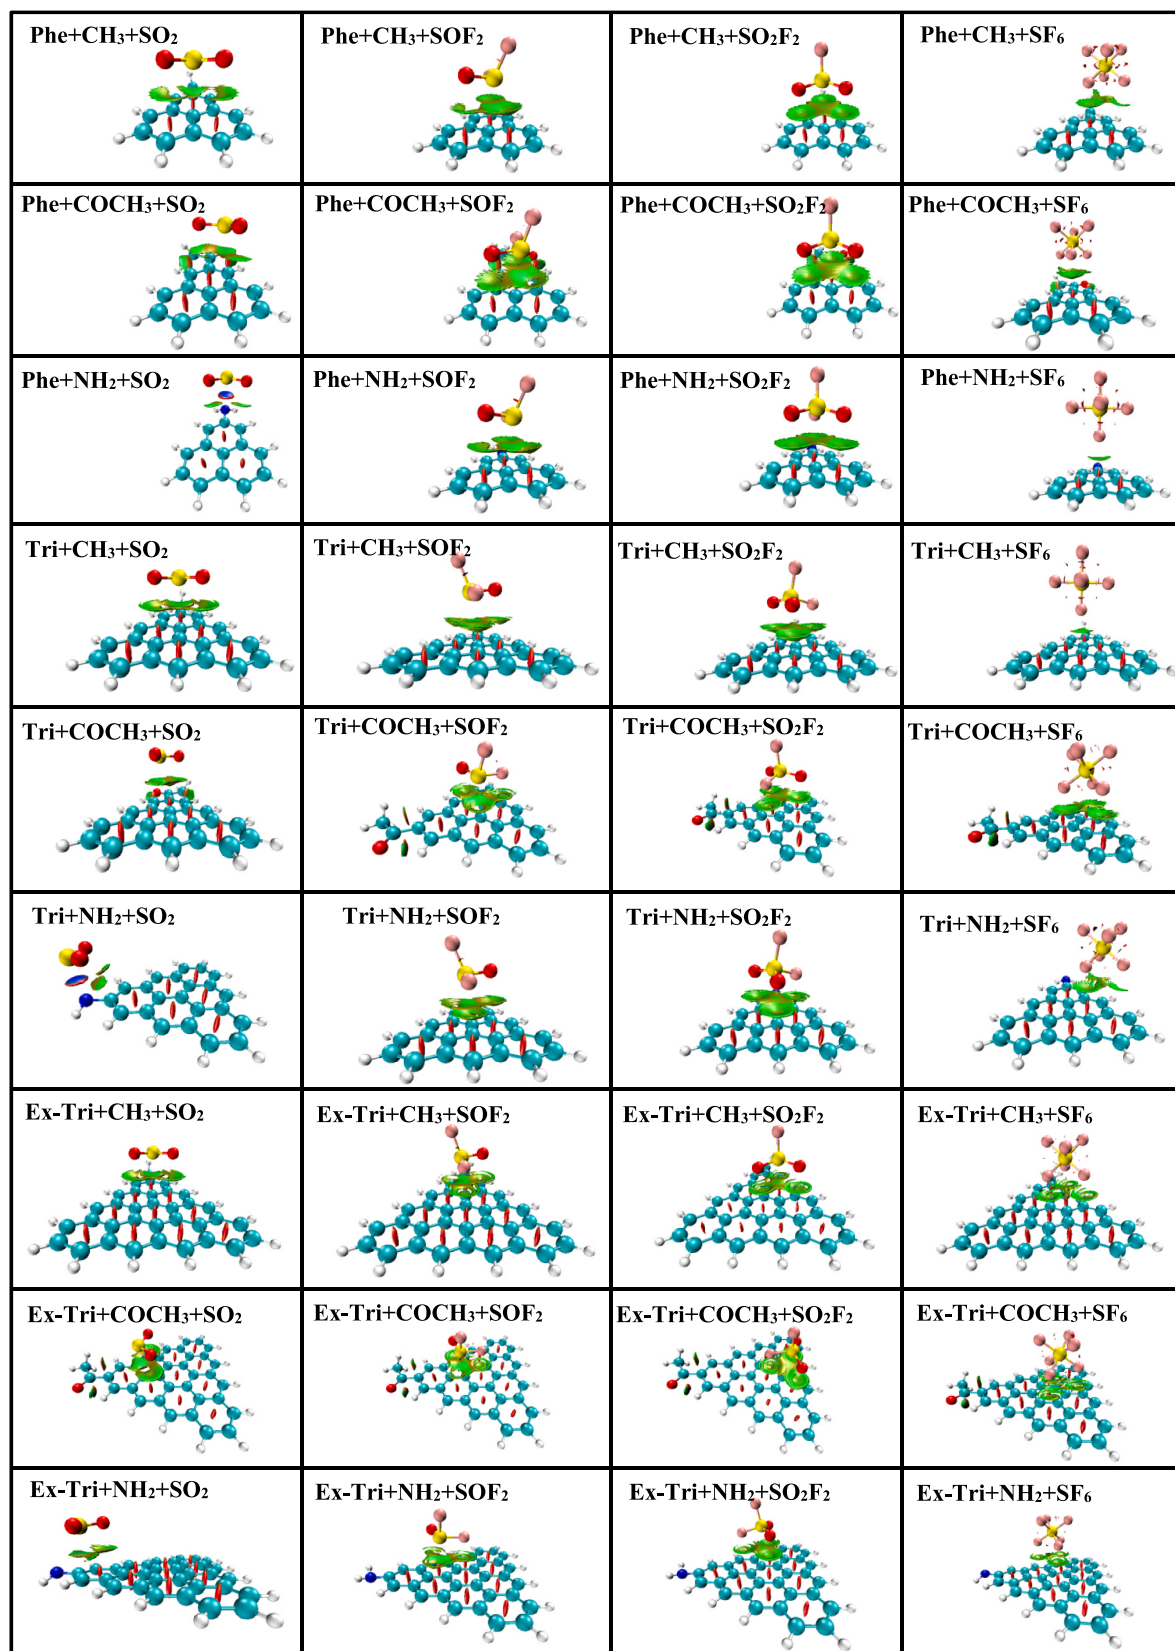 Phe+CH₃+SO₂
Phe+CH₃+SOF₂
Phe+CH₃+SO₂F₂
Phe+CH₃+SF₆
Phe+COCH₃+SO₂
Phe+COCH₃+SOF₂
Phe+COCH₃+SO₂F₂
Phe+COCH₃+SF₆
Phe+NH₂+SO₂
Phe+NH₂+SOF₂
Phe+NH₂+SO₂F₂
Phe+NH₂+SF₆
Tri+CH₃+SO₂
Tri+CH₃+SOF₂
Tri+CH₃+SO₂F₂
Tri+CH₃+SF₆
Tri+COCH₃+SO₂
Tri+COCH₃+SOF₂
Tri+COCH₃+SO₂F₂
Tri+COCH₃+SF₆
Tri+NH₂+SO₂
Tri+NH₂+SOF₂
Tri+NH₂+SO₂F₂
Tri+NH₂+SF₆
Ex-Tri+CH₃+SO₂
Ex-Tri+CH₃+SOF₂
Ex-Tri+CH₃+SO₂F₂
Ex-Tri+CH₃+SF₆
Ex-Tri+COCH₃+SO₂
Ex-Tri+COCH₃+SOF₂
Ex-Tri+COCH₃+SO₂F₂
Ex-Tri+COCH₃+SF₆
Ex-Tri+NH₂+SO₂
Ex-Tri+NH₂+SOF₂
Ex-Tri+NH₂+SO₂F₂
Ex-Tri+NH₂+SF₆